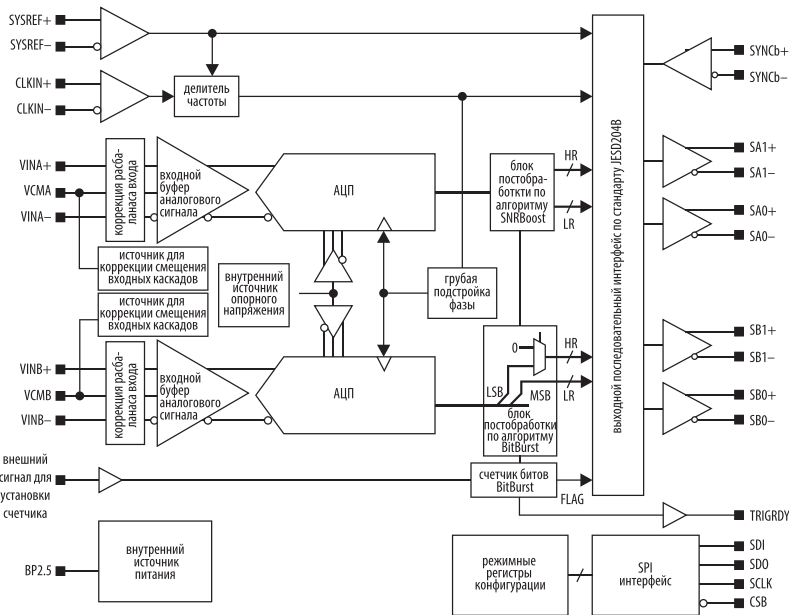 SYSREF+
SYSREF–
CLKIN+
CLKIN–
делитель
частоты
SYNCb+
SYNCb–
VINA+
VCMA
VINA–
коррекция расба-
ланаса входа
входной
буфер
аналогового
сигнала
АЦП
блок
постобра-
ботки по
алгоритму
SNRBoost
HR
LR
SA1+
SA1–
SA0+
SA0–
выходной последовательный интерфейс по стандарту JESD204B
источник для
коррекции смещения
входных каскадов
источник для
коррекции смещения
входных каскадов
внутренний
источник
опорного
напряжения
грубая
подстройка
фазы
VINB+
VCMB
VINB–
коррекция расба-
ланаса входа
входной
буфер
аналогового
сигнала
АЦП
0
LSB
MSB
блок
постобработки
по алгоритму
BitBurst
HR
LR
SB1+
SB1–
SB0+
SB0–
внешний
сигнал для
установки
счетчика
счетчик битов
BitBurst
FLAG
TRIGRDY
BP2.5
внутренний
источник
питания
режимные
регистры
конфигурации
SPI
интерфейс
SDI
SDO
SCLK
CSB